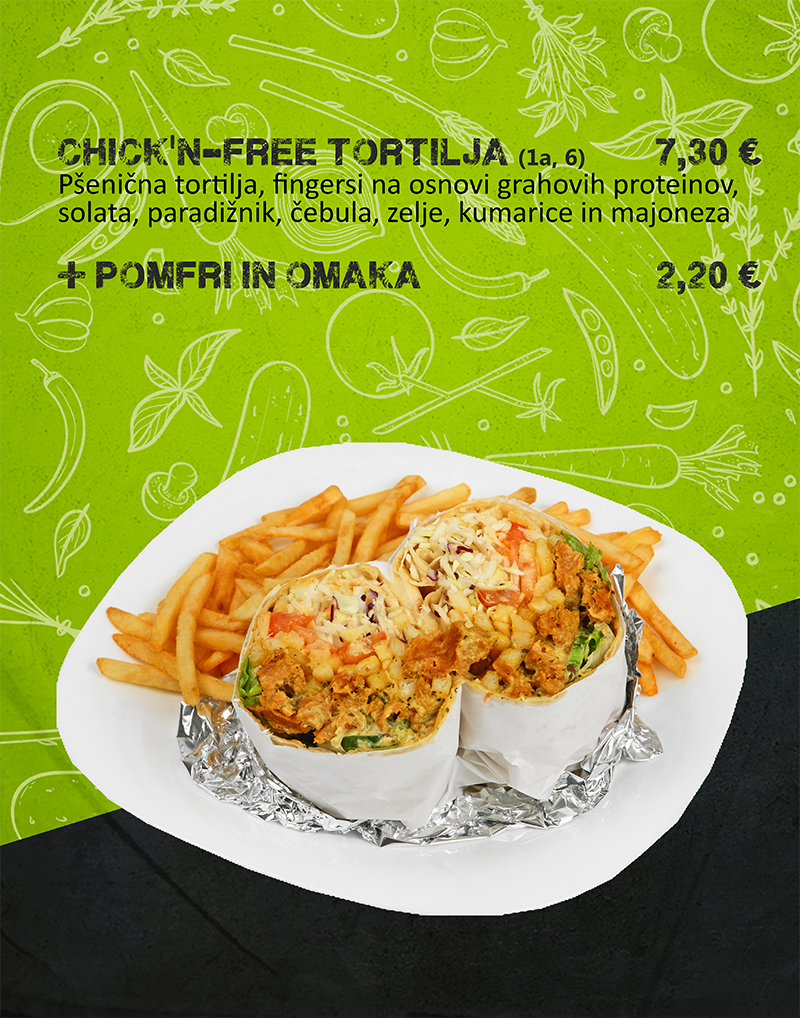 CHICK'N-FREE TORTILJA (1a, 6) 7,30 €
Pšenična tortilja, fingersi na osnovi grahovih proteinov,
solata, paradižnik, čebula, zelje, kumarice in majoneza
+ POMFRI IN OMAKA 2,20 €